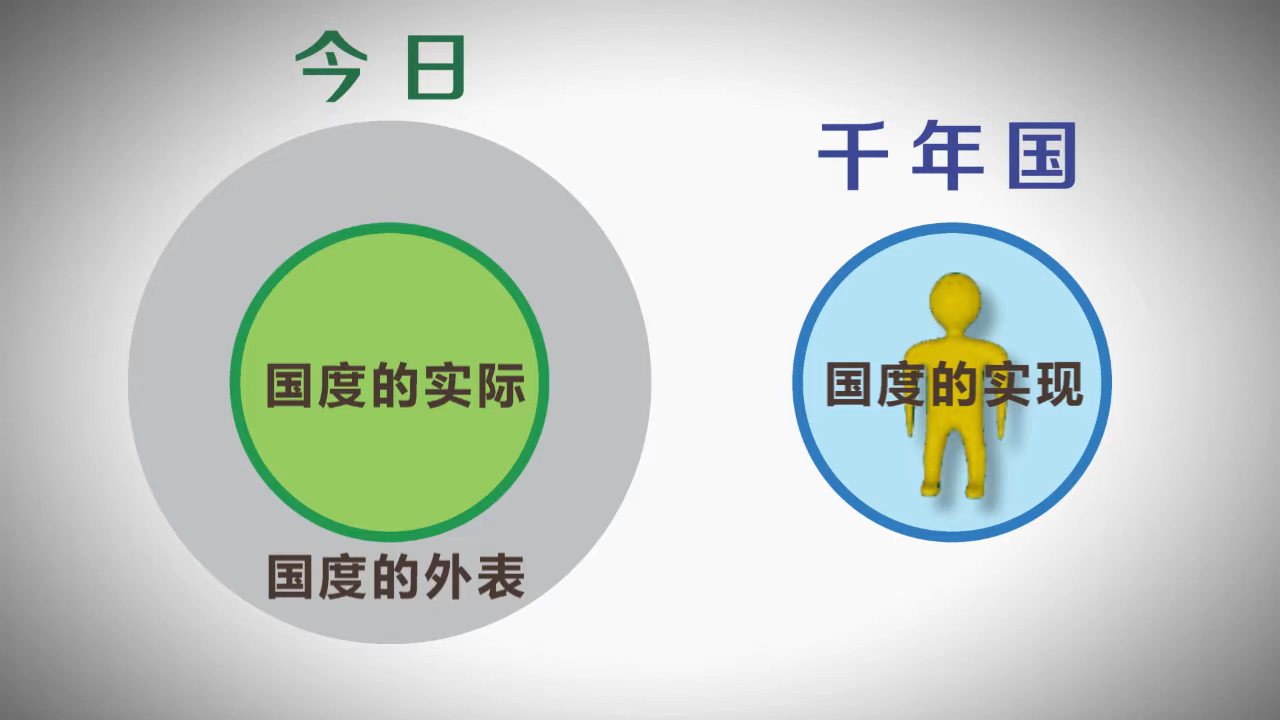 今日
国度的实际
国度的外表
千年国
国度的实现